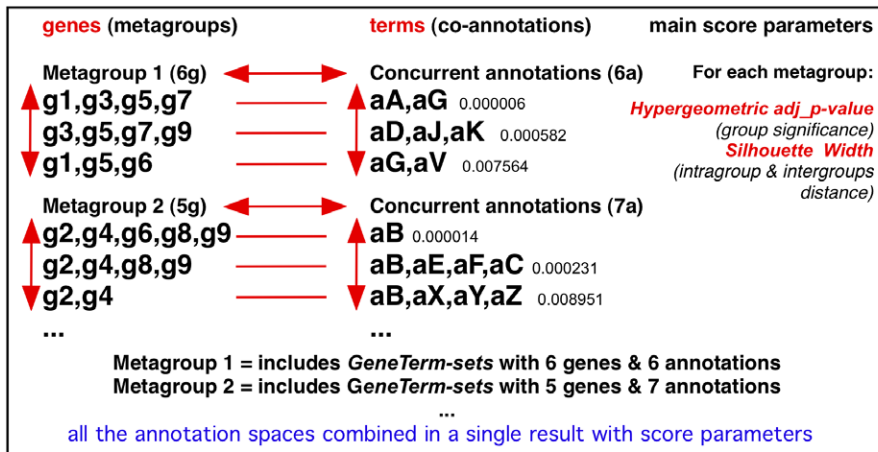 genes (metagroups) terms (co-annotations) main score parameters
Metagroup 1 (6g) Concurrent annotations (6a) For each metagroup:
g1,g3,g5,g7 aA,aG 0.000006 Hypergeometric adj_p-value
g3,g5,g7,g9 aD,aJ,aK 0.000582 (group significance)
Silhouette Width
g1,g5,g6 aG,aV 0.007564 (intragroup & intergroups
distance)
Metagroup 2 (5g) Concurrent annotations (7a)
g2,g4,g6,g8,g9 aB 0.000014
g2,g4,g8,g9 aB,aE,aF,aC 0.000231
g2,g4 aB,aX,aY,aZ 0.008951
... ...
Metagroup 1 = includes GeneTerm-sets with 6 genes & 6 annotations
Metagroup 2 = includes GeneTerm-sets with 5 genes & 7 annotations
...
all the annotation spaces combined in a single result with score parameters